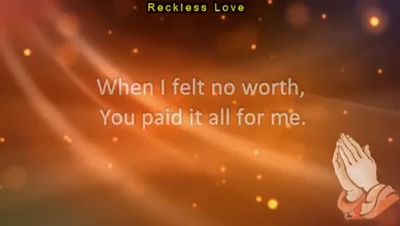 Reckless Love
When I felt no worth,
You paid it all for me.